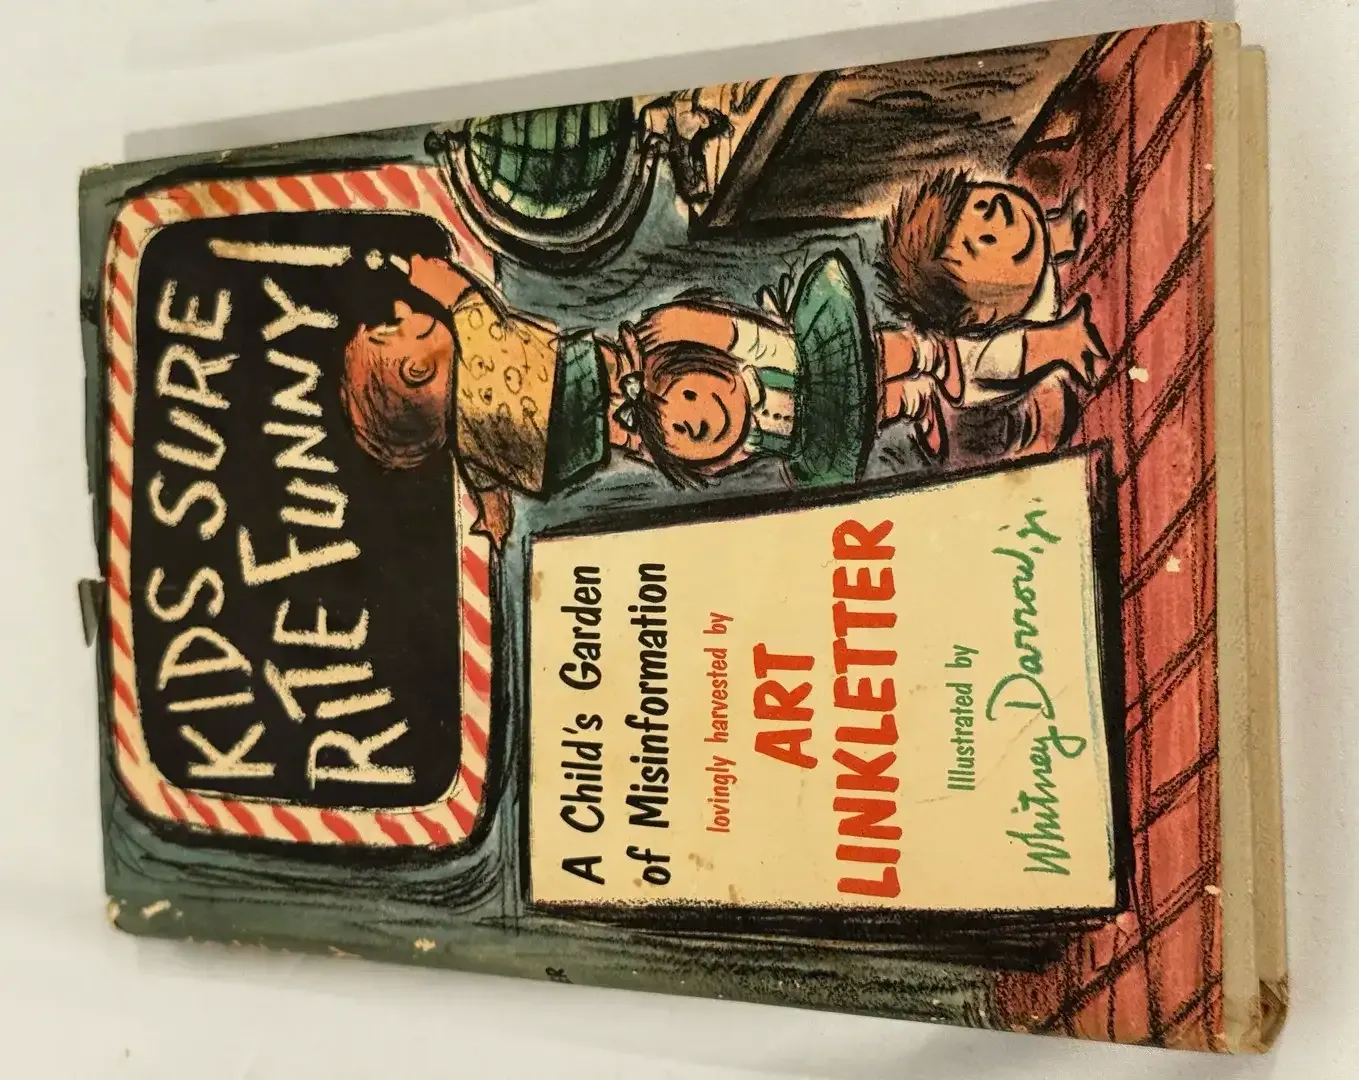 KIDS SURE
RITE FUNNY!
A Child's Garden
of Misinformation
lovingly harvested by
ART
LINKLETTER
Illustrated by
Whitney Darrow, jr.